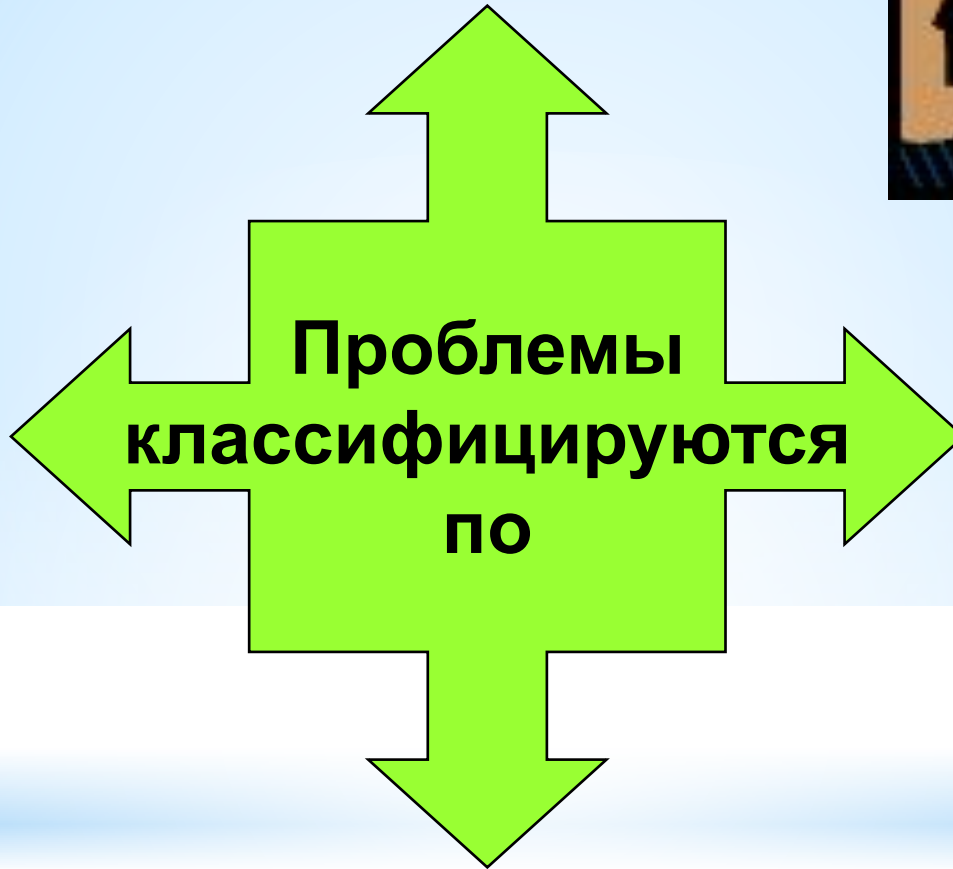 Проблемы
классифицируются
по